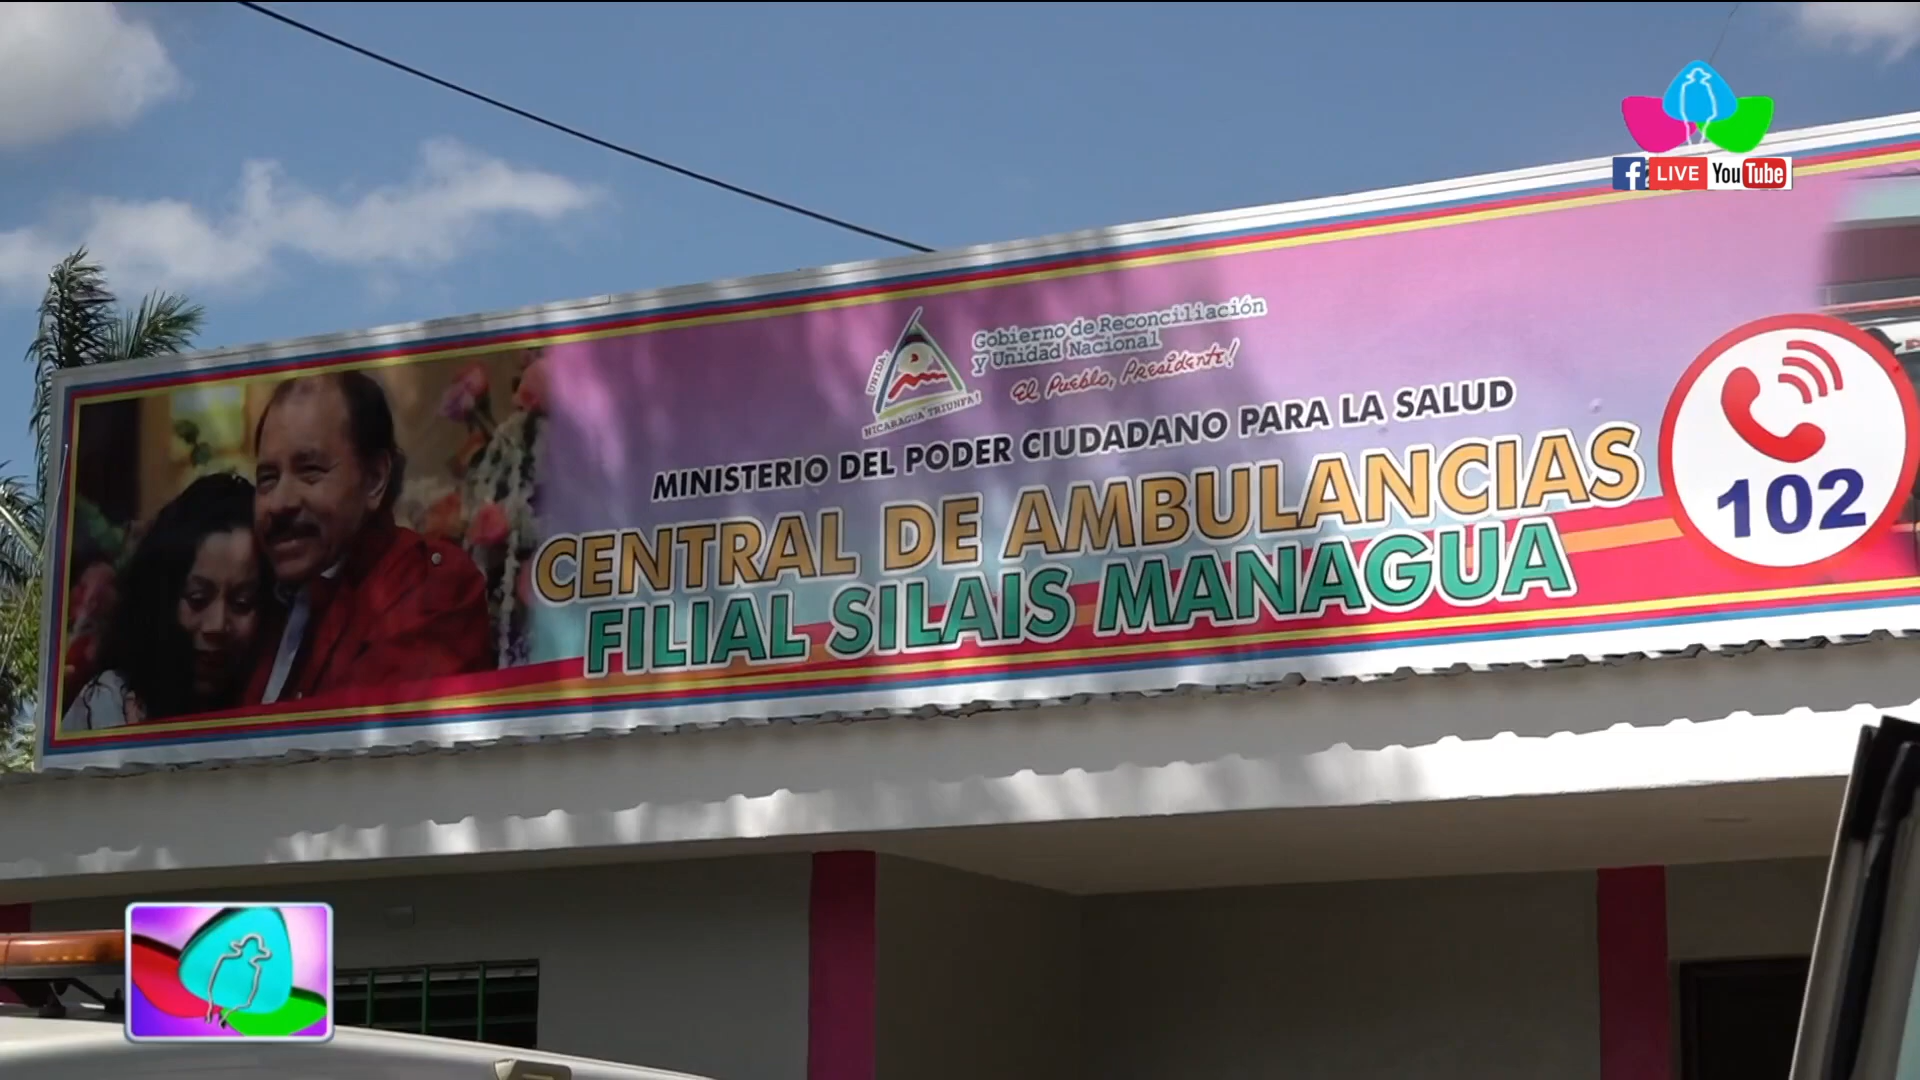 f LIVE YouTube
UNIDA,
NICARAGUA TRIUNFA!
Gobierno de Reconciliación
y Unidad Nacional
El Pueblo, Presidente!
MINISTERIO DEL PODER CIUDADANO PARA LA SALUD
CENTRAL DE AMBULANCIAS
FILIAL SILAIS MANAGUA
102